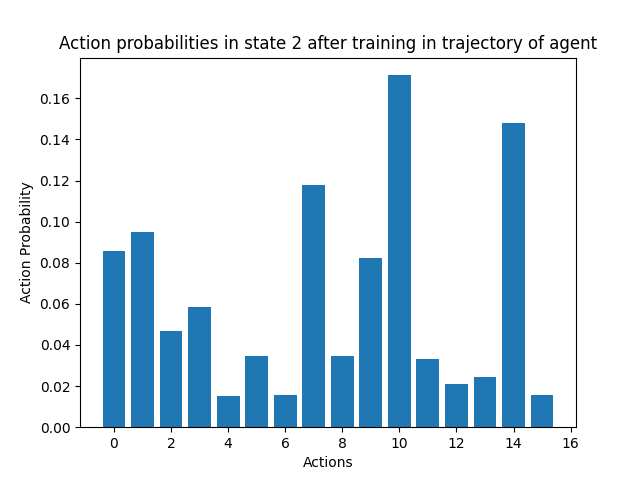 Action probabilities in state 2 after training in trajectory of agent
0.16
0.14
0.12
0.10
0.08
0.06
0.04
0.02
0.00
Action Probability
0 2 4 6 8 10 12 14 16
Actions